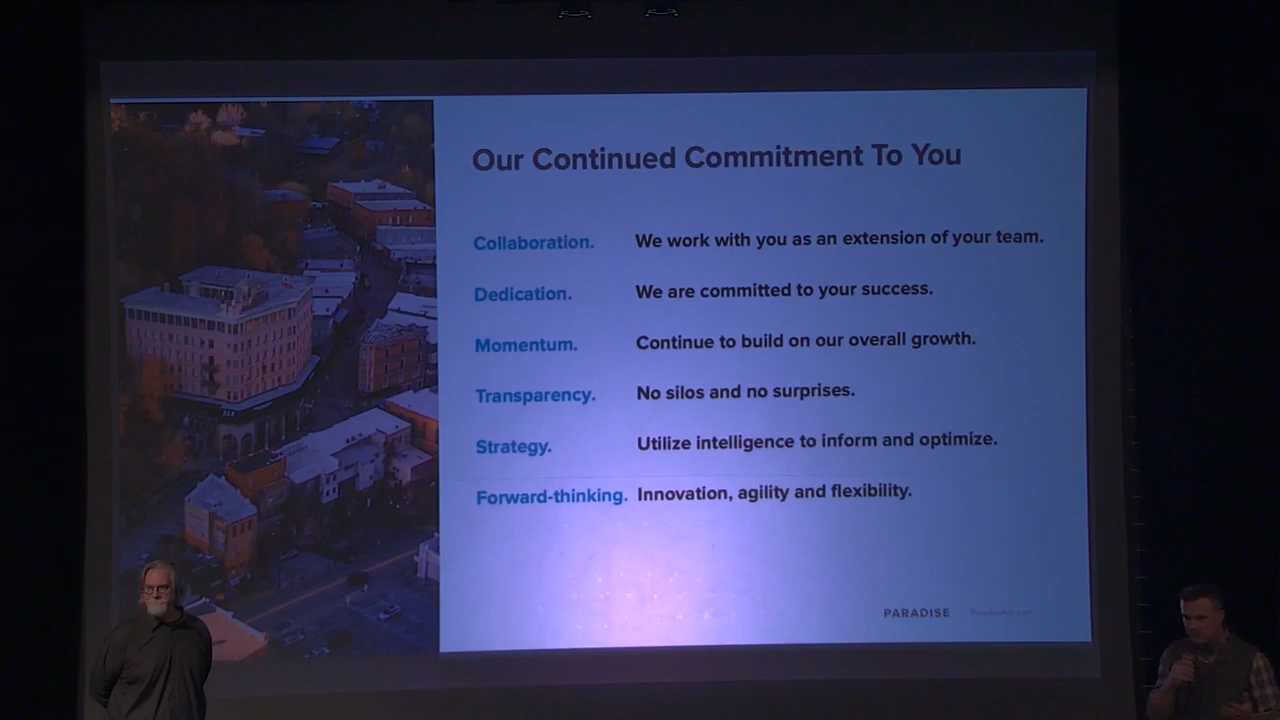 Our Continued Commitment To You
Collaboration. We work with you as an extension of your team.
Dedication. We are committed to your success.
Momentum. Continue to build on our overall growth.
Transparency. No silos and no surprises.
Strategy. Utilize intelligence to inform and optimize.
Forward-thinking. Innovation, agility and flexibility.
PARADISE ParadiseAds.com